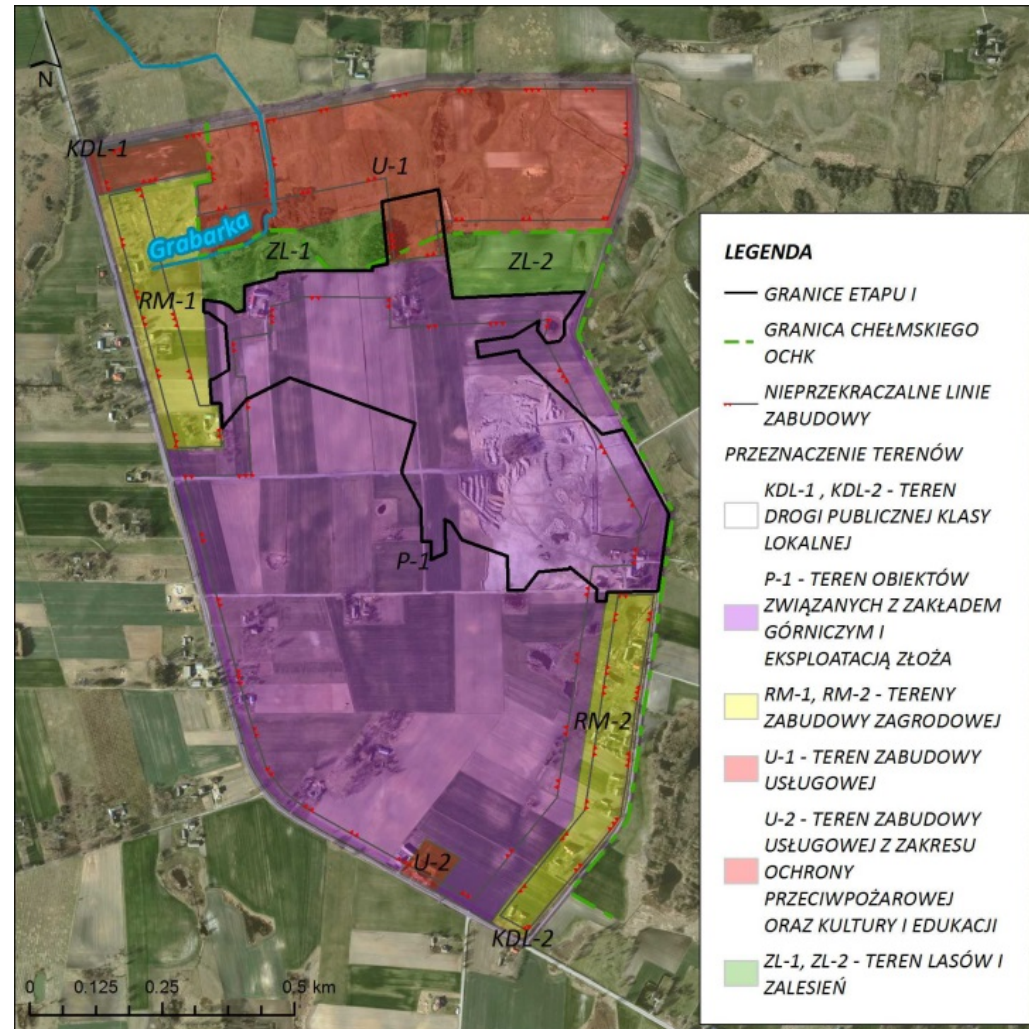 N
KDL-1
U-1
Grabarka
ZL-1
ZL-2
RM-1
P-1
RM-2
U-2
KDL-2
0 0.125 0.25 0.5 km
LEGENDA
GRANICE ETAPU I
GRANICA CHEŁMSKIEGO
OCHK
NIEPRZEKRACZALNE LINIE
ZABUDOWY
PRZEZNACZENIE TERENÓW
KDL-1 , KDL-2 - TEREN
DROGI PUBLICZNEJ KLASY
LOKALNEJ
P-1 - TEREN OBIEKTÓW
ZWIĄZANYCH Z ZAKŁADEM
GÓRNICZYM I
EKSPLOATACJĄ ZŁOŻA
RM-1, RM-2 - TERENY
ZABUDOWY ZAGRODOWEJ
U-1 - TEREN ZABUDOWY
USŁUGOWEJ
U-2 - TEREN ZABUDOWY
USŁUGOWEJ Z ZAKRESU
OCHRONY
PRZECIWPOŻAROWEJ
ORAZ KULTURY I EDUKACJI
ZL-1, ZL-2 - TEREN LASÓW I
ZALESIEŃ